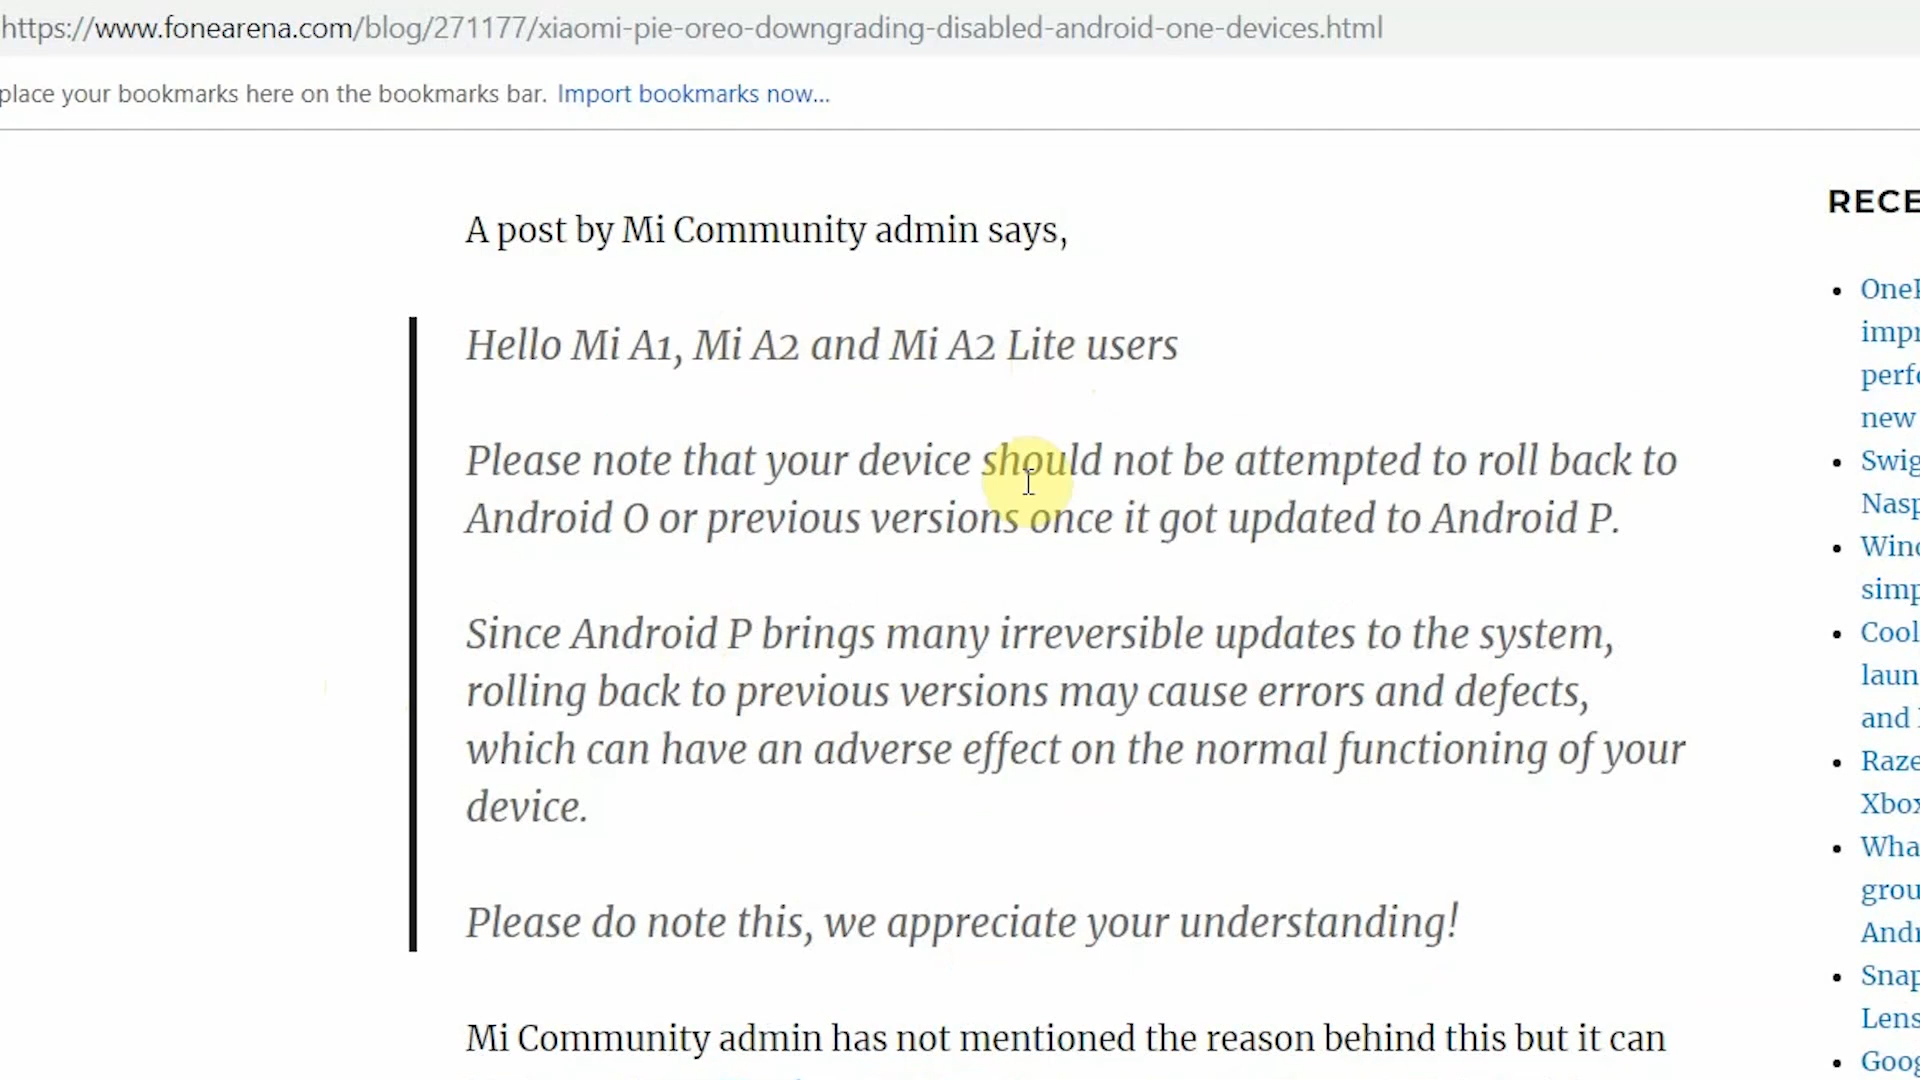 https://www.fonearena.com/blog/271177/xiaomi-pie-oreo-downgrading-disabled-android-one-devices.html
place your bookmarks here on the bookmarks bar. Import bookmarks now...
A post by Mi Community admin says,
Hello Mi A1, Mi A2 and Mi A2 Lite users
Please note that your device should not be attempted to roll back to
Android O or previous versions once it got updated to Android P.
Since Android P brings many irreversible updates to the system,
rolling back to previous versions may cause errors and defects,
which can have an adverse effect on the normal functioning of your
device.
Please do note this, we appreciate your understanding!
Mi Community admin has not mentioned the reason behind this but it can
new
and